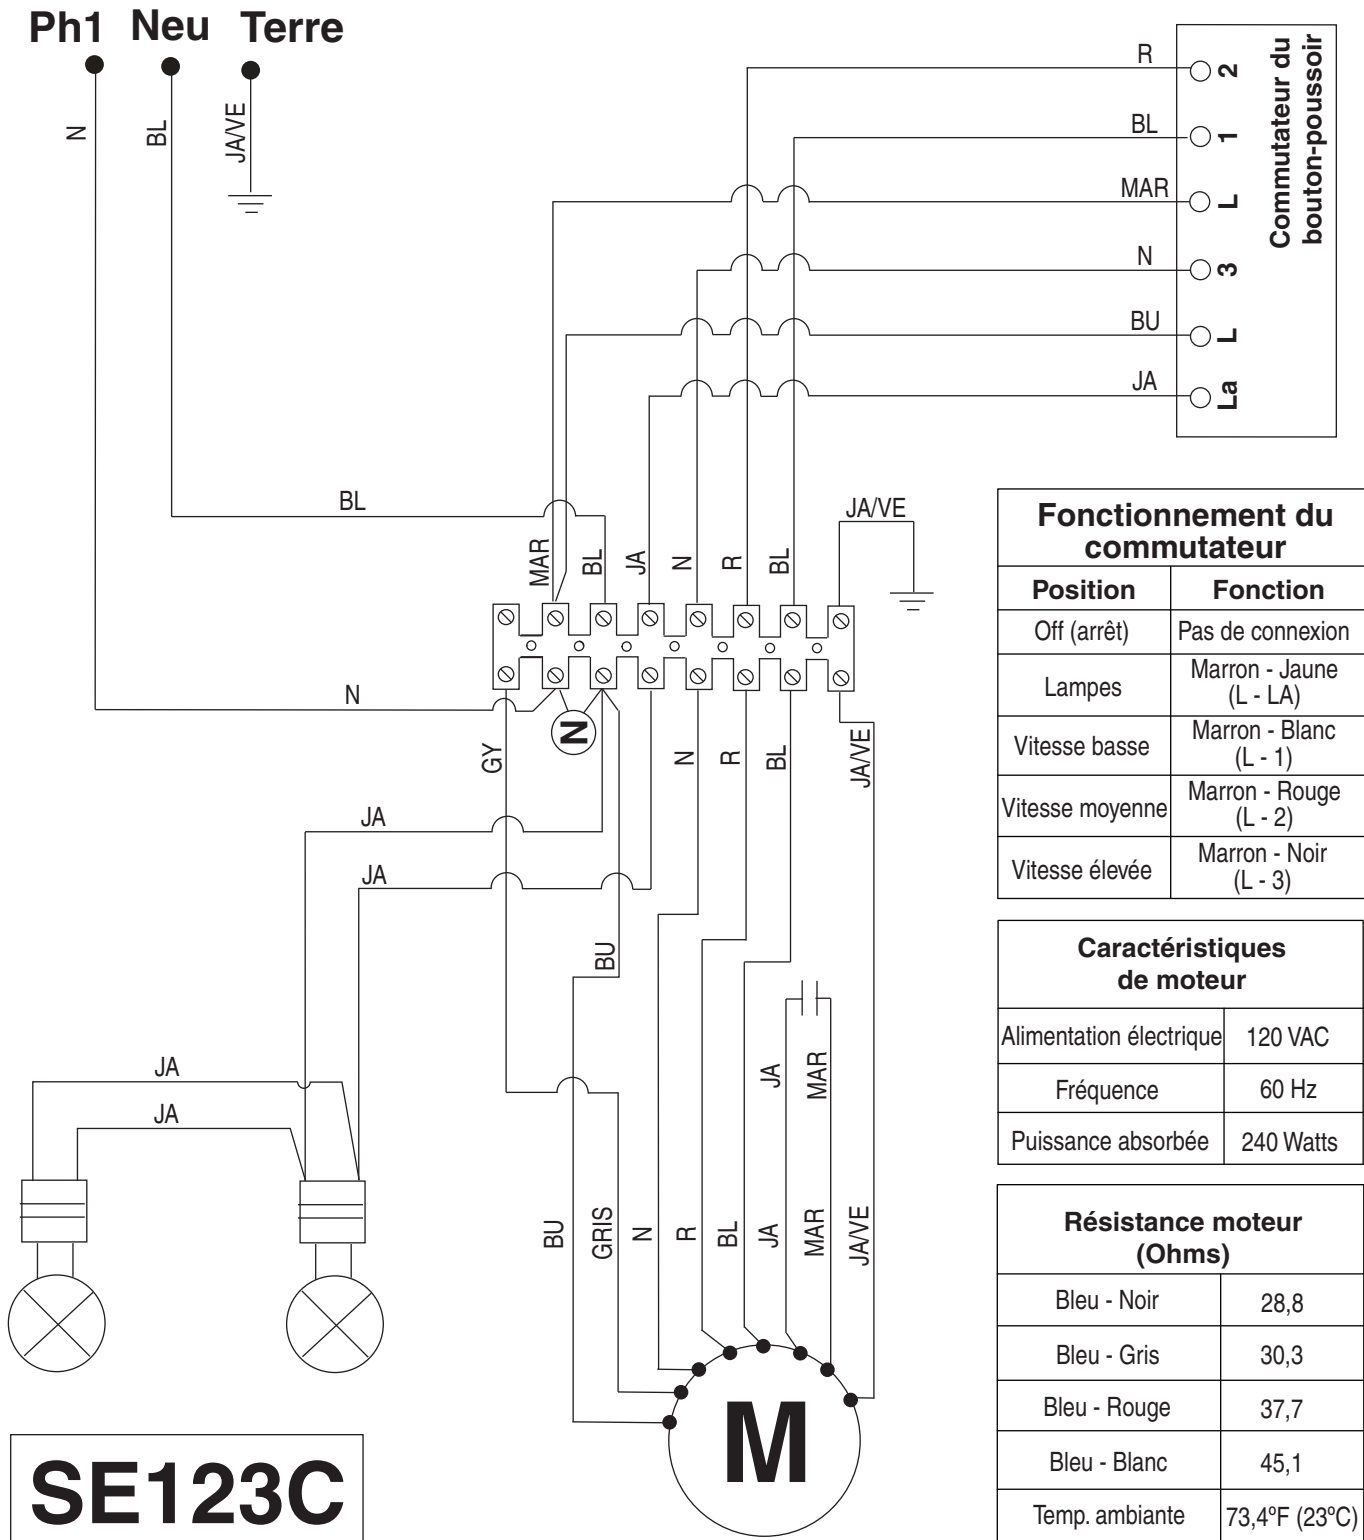 Ph1 Neu Terre
N
BL
JA/VE
R
BL
MAR
N
BU
JA
2
1
L
3
L
La
Commutateur du
bouton-poussoir
BL
MAR
BL
JA
N
R
BL
JA/VE
N
N
GY
N
R
BL
JA/VE
JA
JA
BU
JA
MAR
JA
JA
BU
GRIS
N
R
BL
JA
MAR
JA/VE
M
SE123C
Fonctionnement du
commutateur
Position Fonction
Off (arrêt) Pas de connexion
Lampes Marron - Jaune
(L - LA)
Vitesse basse Marron - Blanc
(L - 1)
Vitesse moyenne Marron - Rouge
(L - 2)
Vitesse élevée Marron - Noir
(L - 3)
Caractéristiques
de moteur
Alimentation électrique 120 VAC
Fréquence 60 Hz
Puissance absorbée 240 Watts
Résistance moteur
(Ohms)
Bleu - Noir 28,8
Bleu - Gris 30,3
Bleu - Rouge 37,7
Bleu - Blanc 45,1
Temp. ambiante 73,4ºF (23ºC)